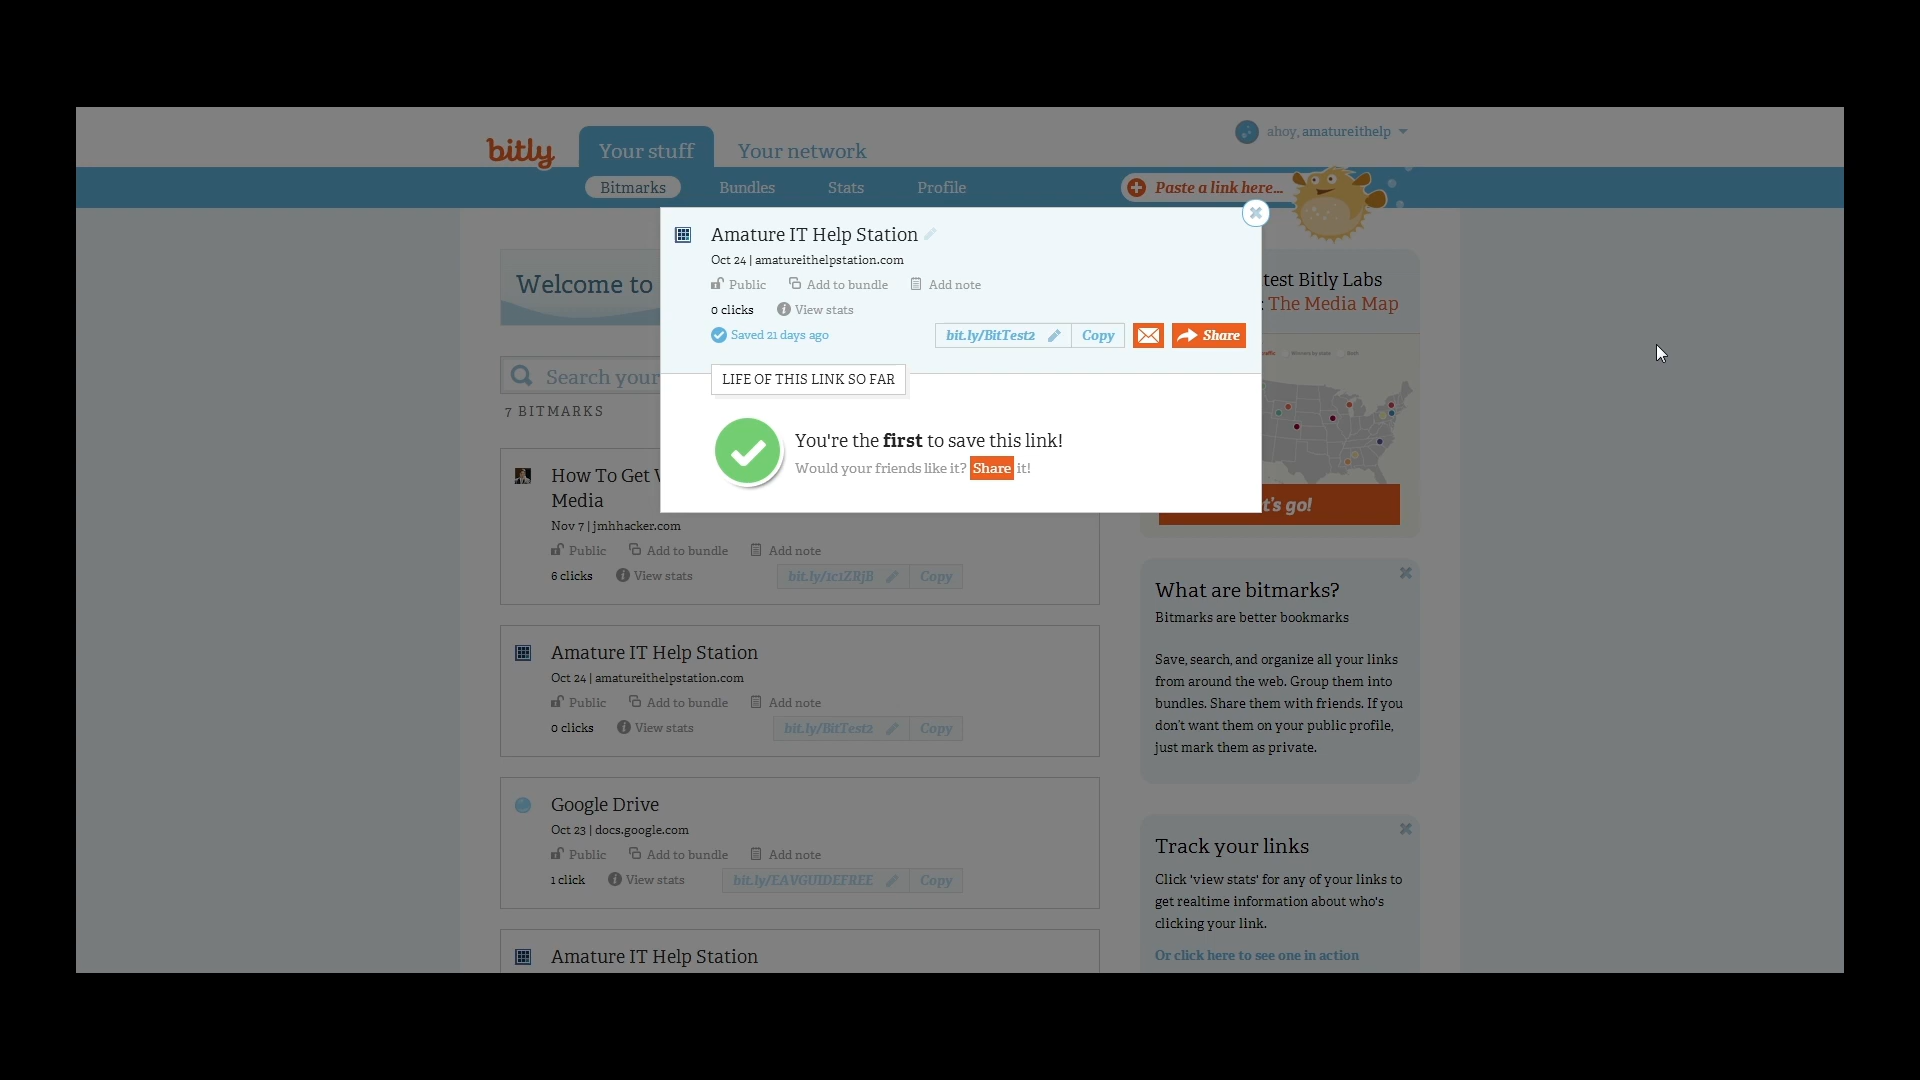 bitly
Your stuff
Your network
ahoy, amatureithelp
Bitmarks
Bundles
Stats
Profile
Paste a link here...
Amature IT Help Station
Oct 24 | amatureithelpstation.com
Public Add to bundle Add note
0 clicks View stats
Saved 21 days ago
bit.ly/BitTest2 Copy Share
LIFE OF THIS LINK SO FAR
You're the first to save this link!
Would your friends like it? Share it!
Welcome to
Search your
7 BITMARKS
How To Get
Media
Nov 7 | jmhhacker.com
Public Add to bundle Add note
6 clicks View stats
bit.ly/1c1ZRJB Copy
Amature IT Help Station
Oct 24 | amatureithelpstation.com
Public Add to bundle Add note
0 clicks View stats
bit.ly/BitTest2 Copy
Google Drive
Oct 23 | docs.google.com
Public Add to bundle Add note
1 click View stats
bit.ly/EAVGUIDEFREE Copy
Amature IT Help Station
test Bitly Labs
: The Media Map
t's go!
What are bitmarks?
Bitmarks are better bookmarks
Save, search, and organize all your links
from around the web. Group them into
bundles. Share them with friends. If you
don't want them on your public profile,
just mark them as private.
Track your links
Click 'view stats' for any of your links to
get realtime information about who's
clicking your link.
Or click here to see one in action